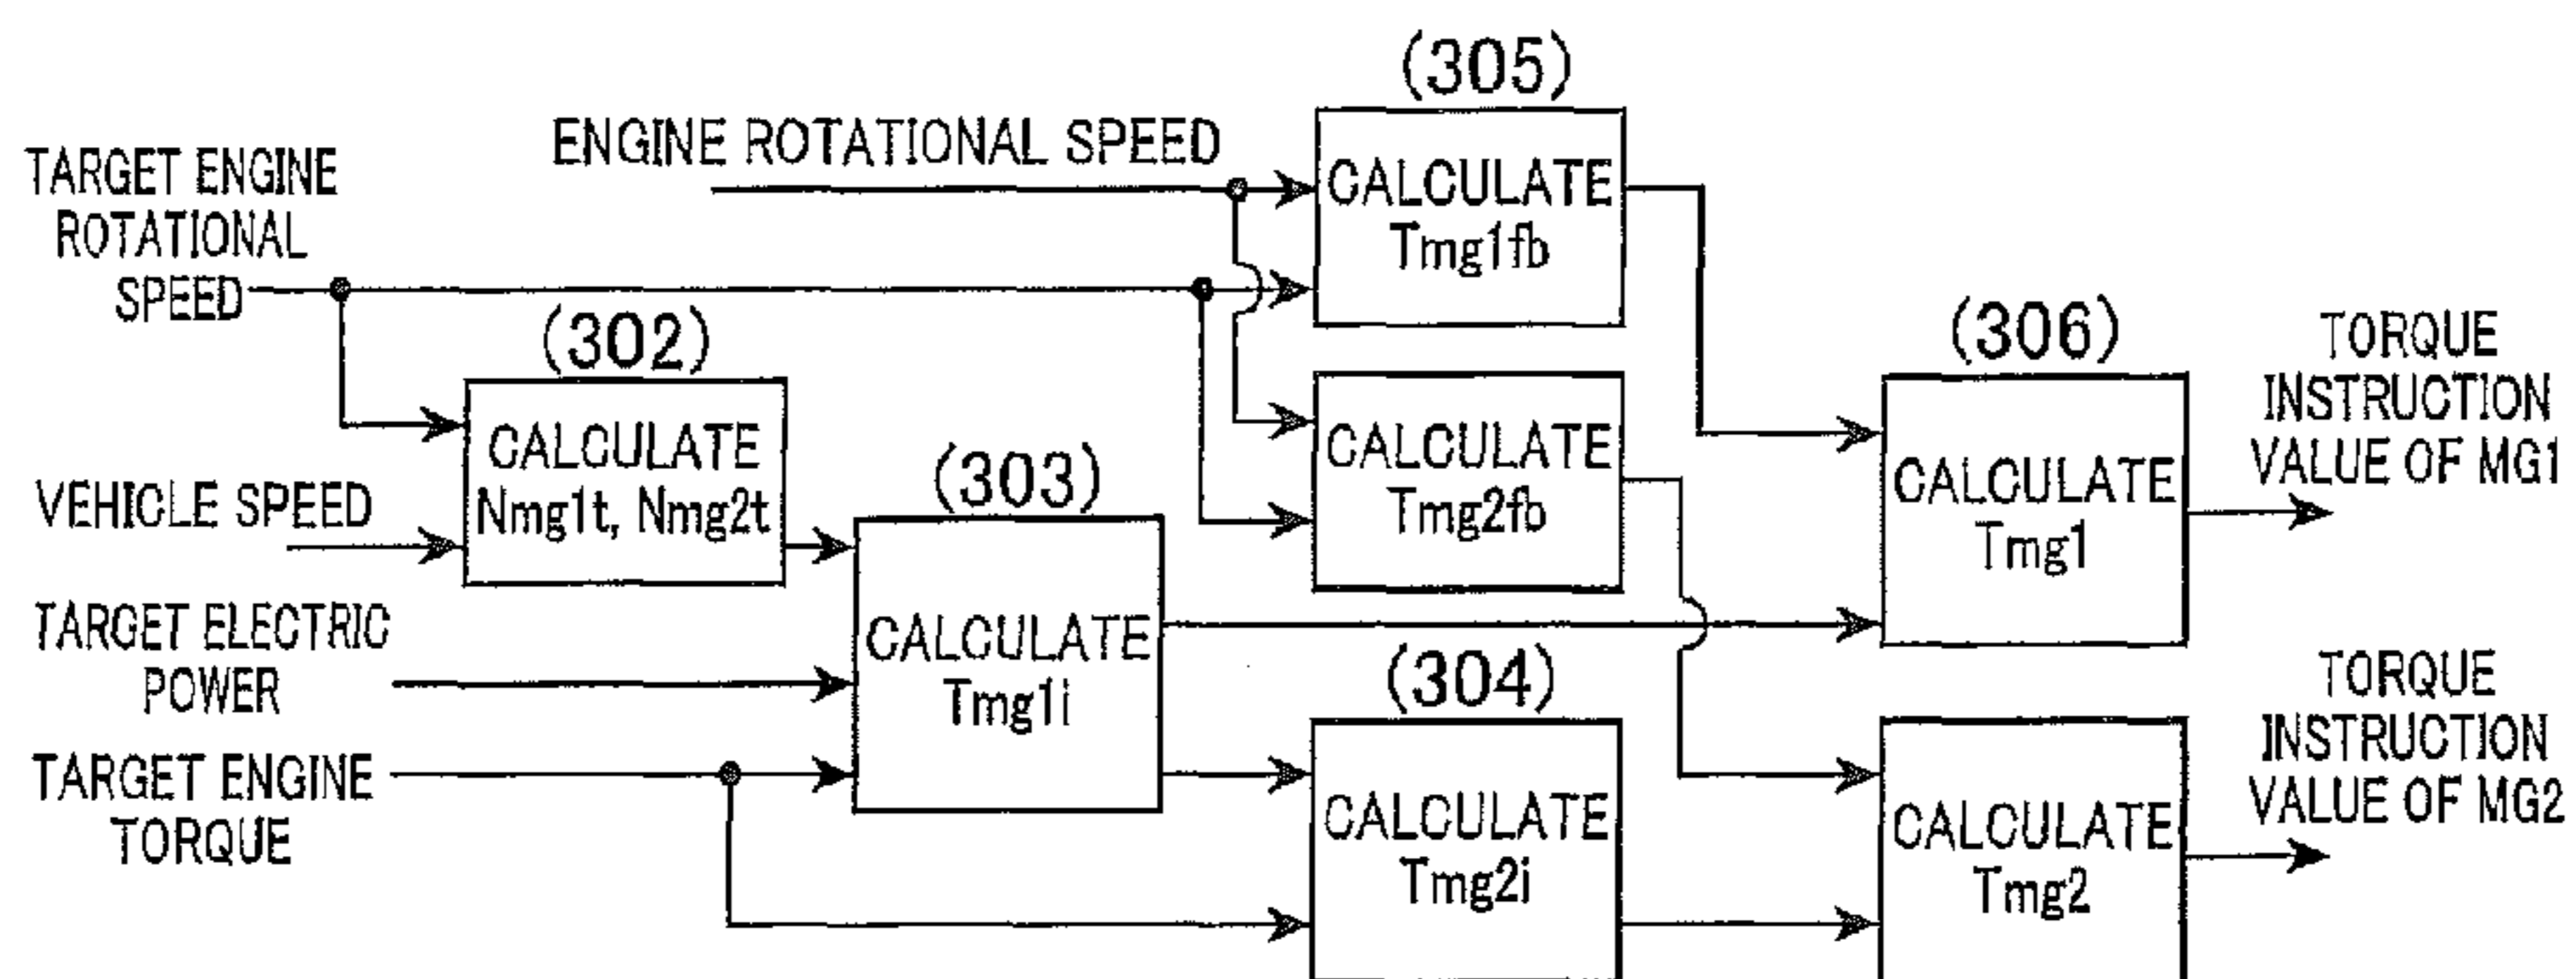 (305)
ENGINE ROTATIONAL SPEED
CALCULATE
Tmg1fb
TARGET ENGINE
ROTATIONAL
SPEED
(302)
CALCULATE
Nmg1t, Nmg2t
VEHICLE SPEED
CALCULATE
Tmg2fb
(303)
CALCULATE
Tmg1i
TARGET ELECTRIC
POWER
TARGET ENGINE
TORQUE
(304)
CALCULATE
Tmg2i
(306)
CALCULATE
Tmg1
TORQUE
INSTRUCTION
VALUE OF MG1
CALCULATE
Tmg2
TORQUE
INSTRUCTION
VALUE OF MG2